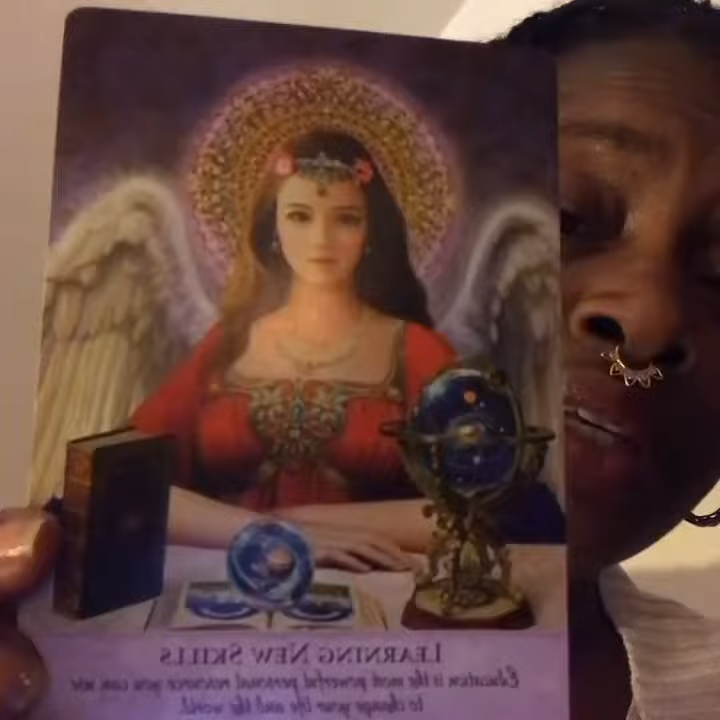 LEARNING NEW SKILLS
Education is the most powerful personal resource you can use
to change your life and the world.